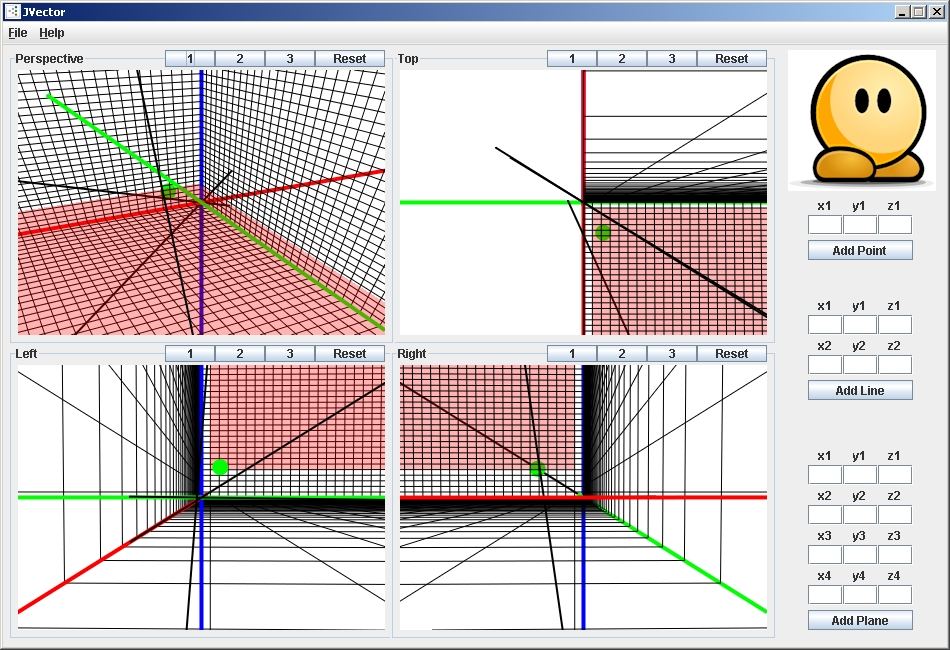 JVector
File Help
Perspective 1 2 3 Reset
Top 1 2 3 Reset
Left 1 2 3 Reset
Right 1 2 3 Reset
x1 y1 z1
Add Point
x1 y1 z1
x2 y2 z2
Add Line
x1 y1 z1
x2 y2 z2
x3 y3 z3
x4 y4 z4
Add Plane